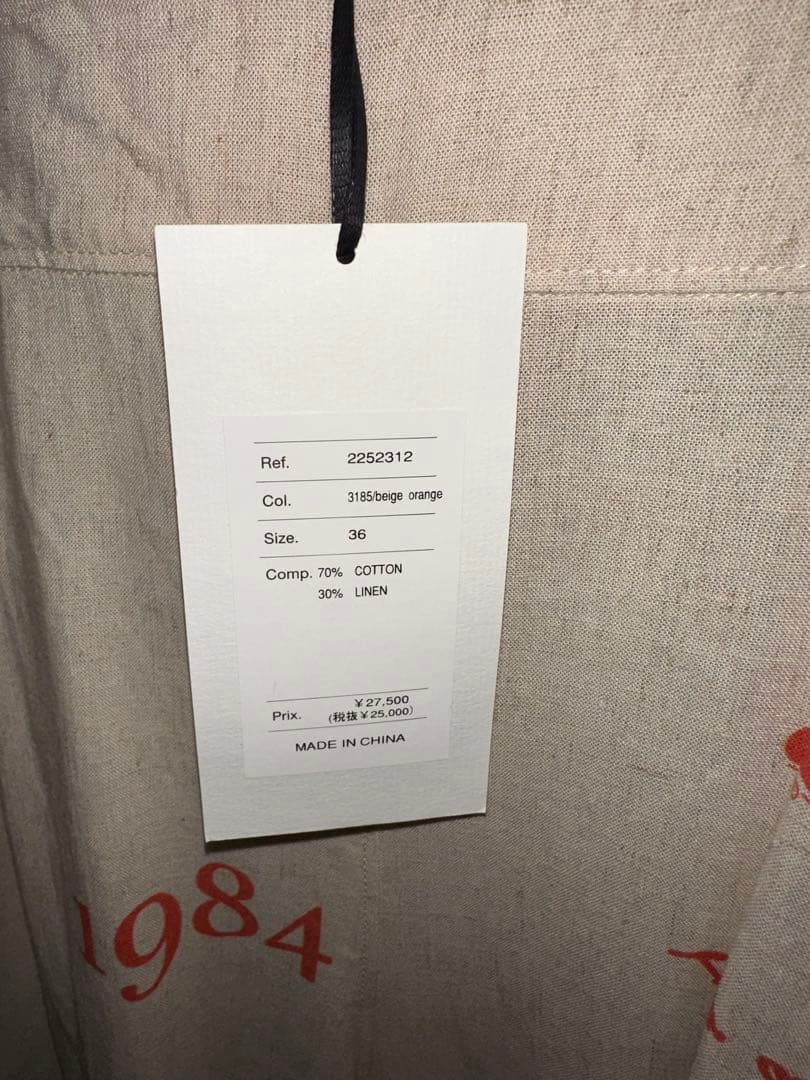 Ref. 2252312
Col. 3185/beige orange
Size. 36
Comp. 70% COTTON
30% LINEN
Prix. ¥27,500
(税抜¥25,000)
MADE IN CHINA
1984